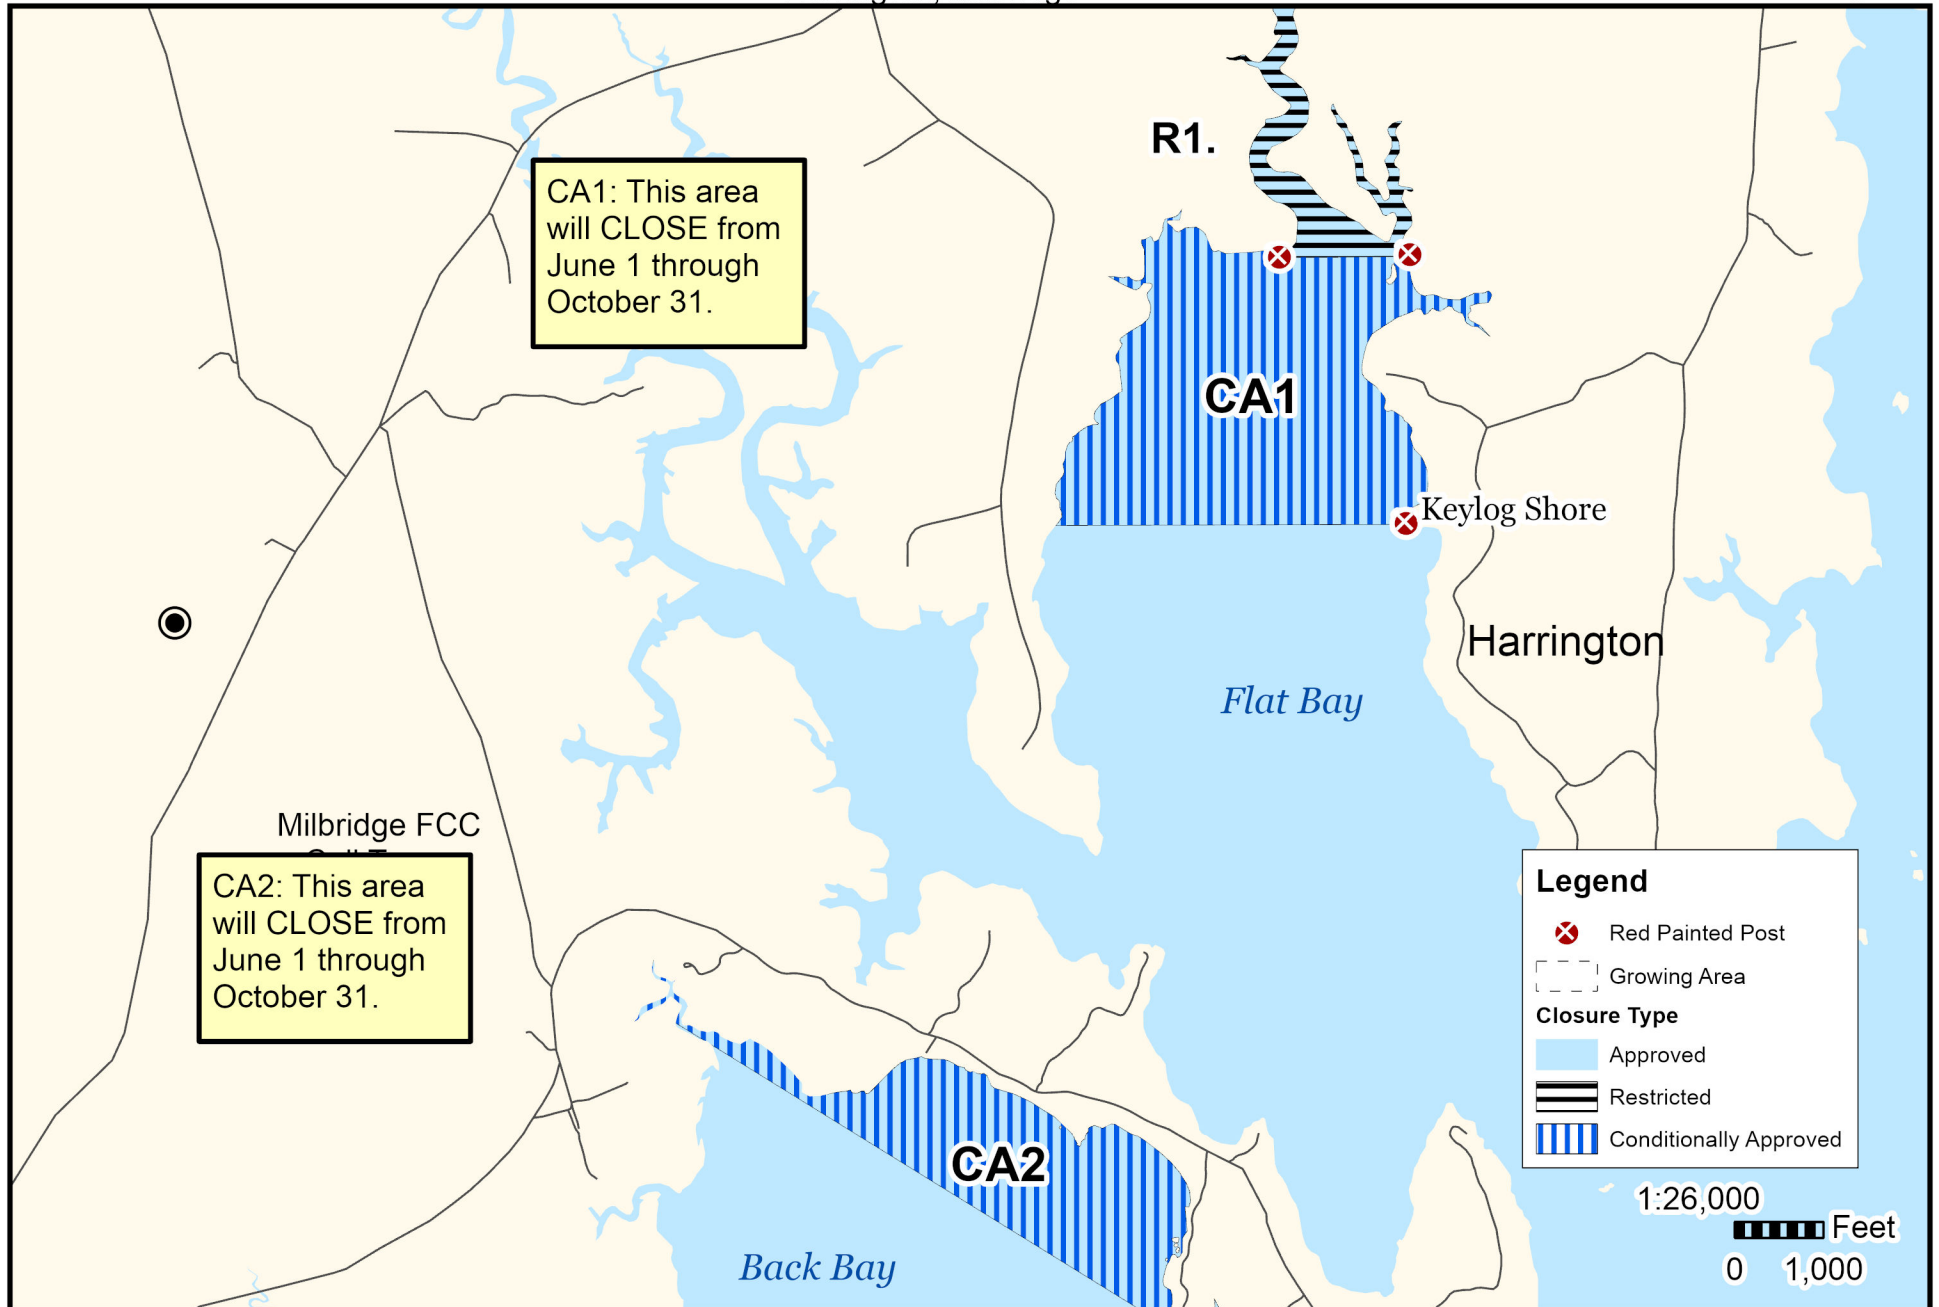 R1.
CA1: This area
will CLOSE from
June 1 through
October 31.
CA1
Keylog Shore
Harrington
Flat Bay
Milbridge FCC
CA2: This area
will CLOSE from
June 1 through
October 31.
CA2
Back Bay
Legend
Red Painted Post
Growing Area
Closure Type
Approved
Restricted
Conditionally Approved
1:26,000
Feet
0 1,000